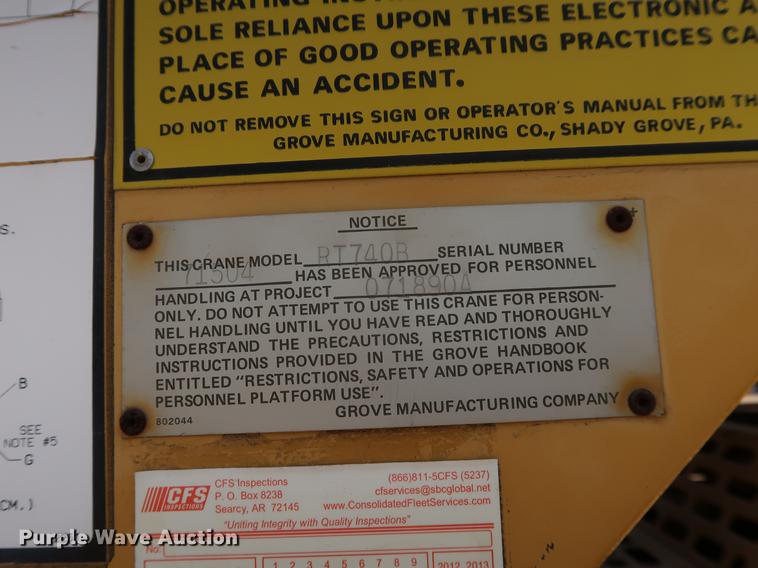 SOLE RELIANCE UPON THESE ELECTRONIC A
PLACE OF GOOD OPERATING PRACTICES CA
CAUSE AN ACCIDENT.
DO NOT REMOVE THIS SIGN OR OPERATOR'S MANUAL FROM TH
GROVE MANUFACTURING CO., SHADY GROVE, PA.
S.
B
SEE
NOTE #5
G
CM.)
NOTICE
THIS CRANE MODEL RT740B SERIAL NUMBER
71504 HAS BEEN APPROVED FOR PERSONNEL
HANDLING AT PROJECT 071890A
ONLY. DO NOT ATTEMPT TO USE THIS CRANE FOR PERSON-
NEL HANDLING UNTIL YOU HAVE READ AND THOROUGHLY
UNDERSTAND THE PRECAUTIONS, RESTRICTIONS AND
INSTRUCTIONS PROVIDED IN THE GROVE HANDBOOK
ENTITLED "RESTRICTIONS, SAFETY AND OPERATIONS FOR
PERSONNEL PLATFORM USE".
802044 GROVE MANUFACTURING COMPANY
CFS INSPECTIONS
CFS Inspections
P. O. Box 8238
Searcy, AR 72145
(866)811-5CFS (5237)
cfservices@sbcglobal.net
www.ConsolidatedFleetServices.com
"Uniting Integrity with Quality Inspections"
No:
1 2 3 4 5 6 7 8 9 2012 2013
Purple Wave Auction